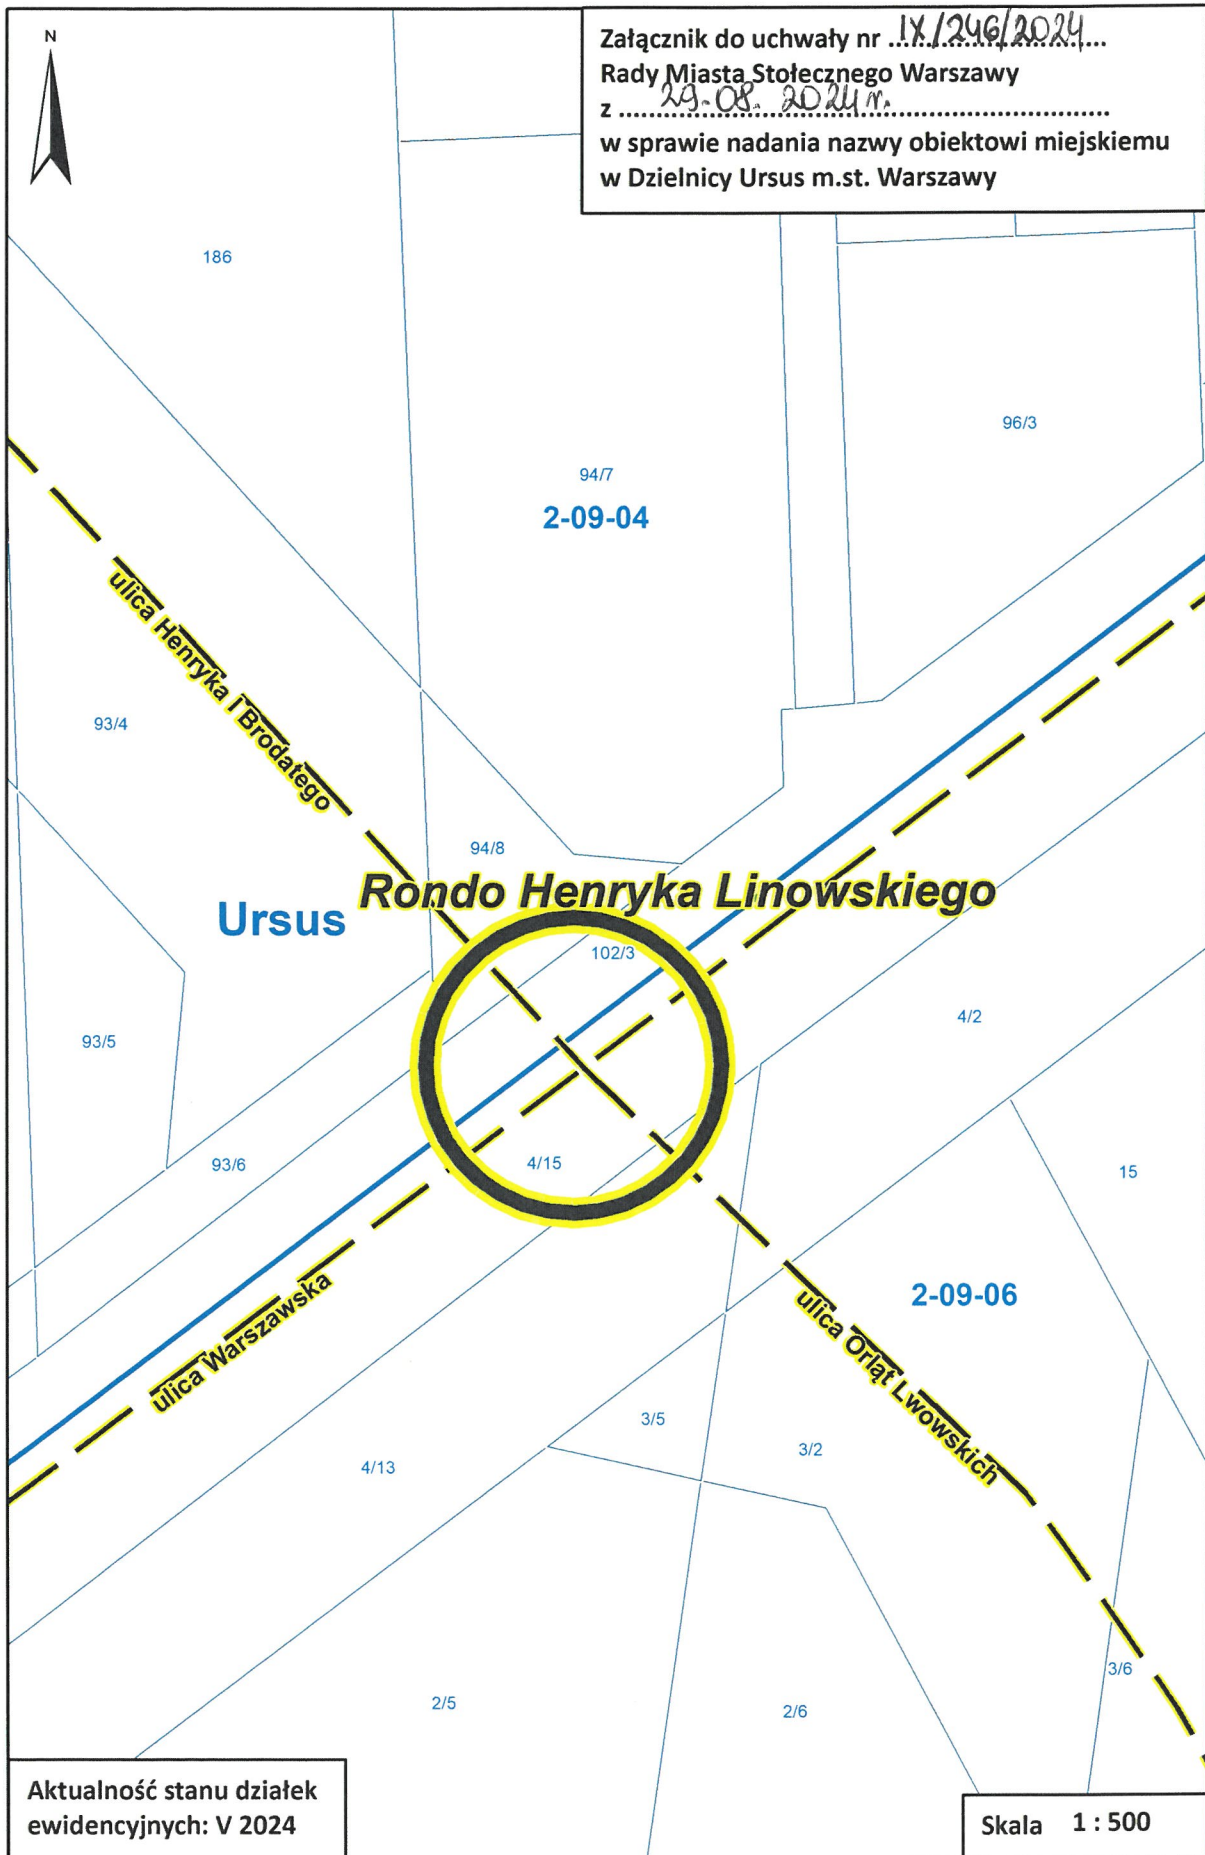 N
Załącznik do uchwały nr IX/246/2024
Rady Miasta Stołecznego Warszawy
z 29-08. 2024 r.
w sprawie nadania nazwy obiektowi miejskiemu
w Dzielnicy Ursus m.st. Warszawy
186
96/3
94/7
2-09-04
ulica Henryka I Brodatego
93/4
94/8
Rondo Henryka Linowskiego
Ursus
102/3
4/2
93/5
4/15
93/6
15
2-09-06
ulica Warszawska
ulica Orląt Lwowskich
3/5
3/2
4/13
3/6
2/5
2/6
Aktualność stanu działek
ewidencyjnych: V 2024
Skala 1 : 500